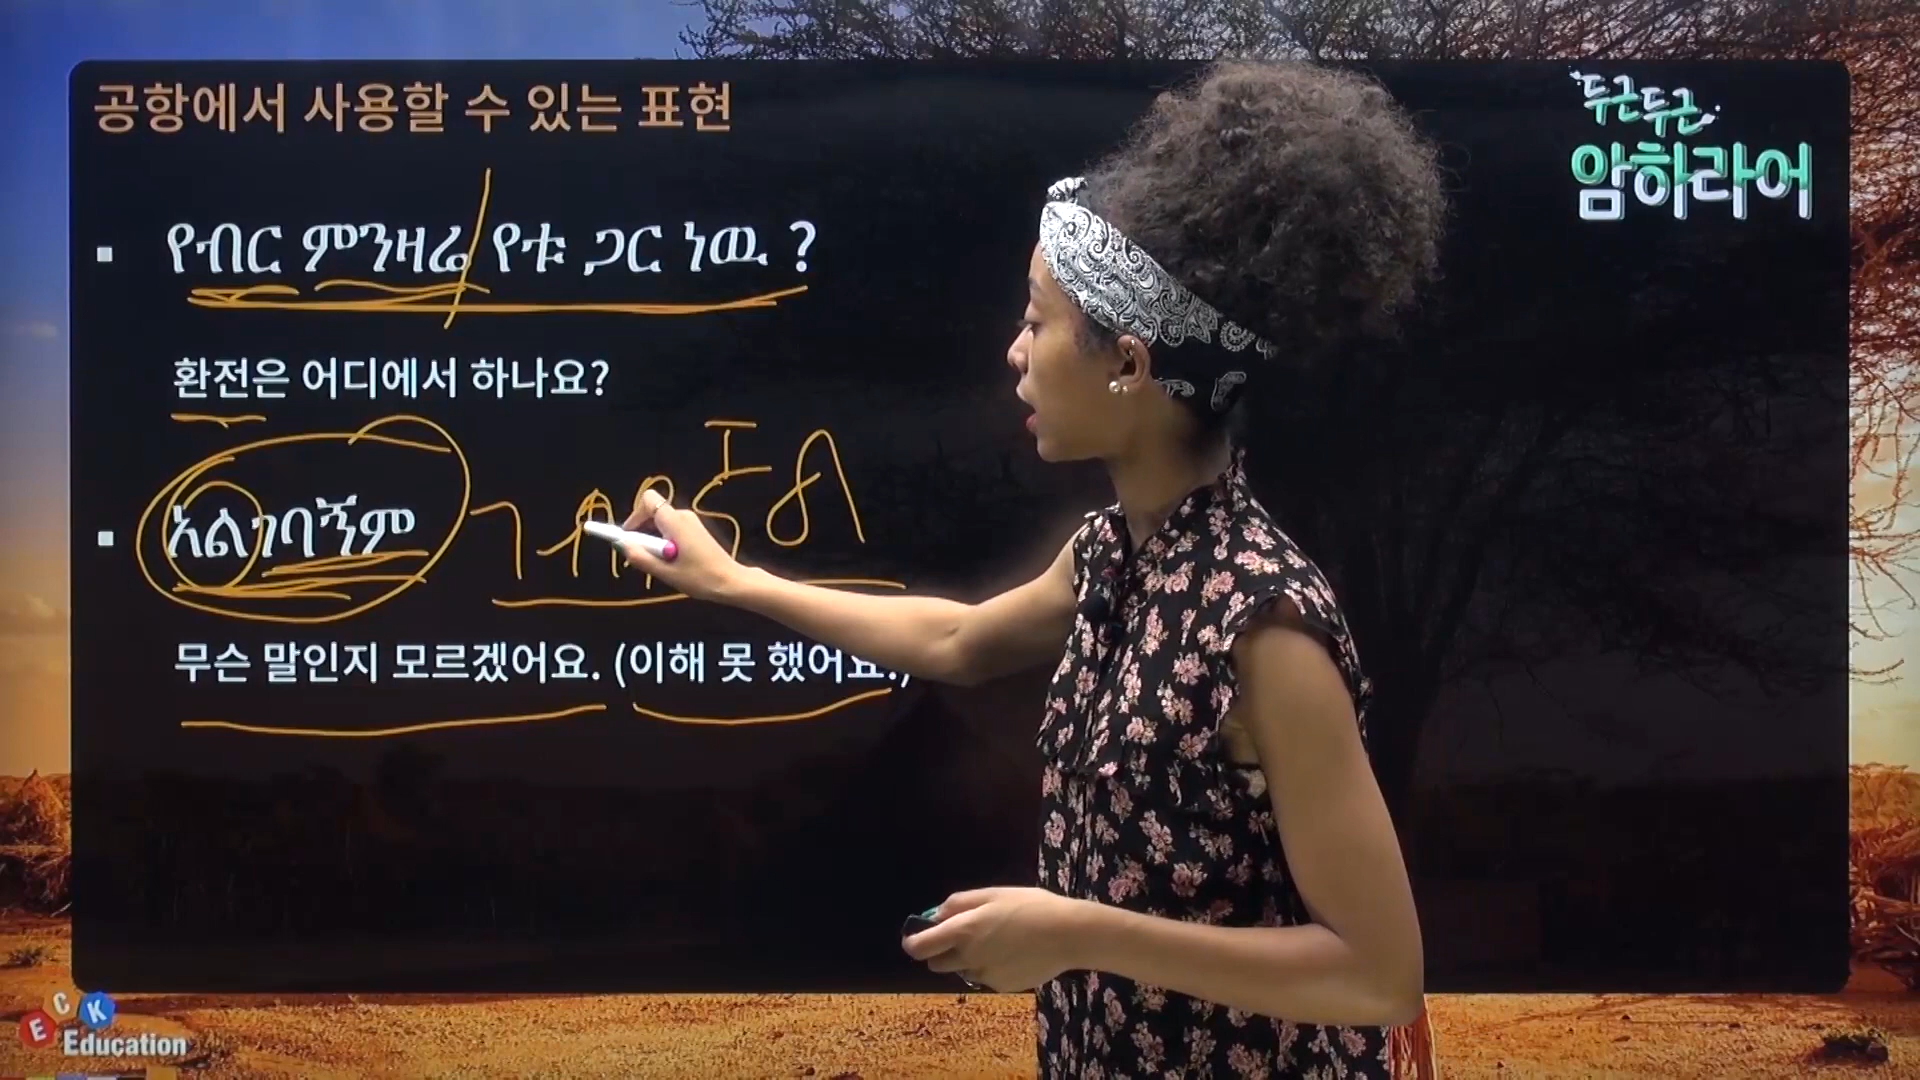 공항에서 사용할 수 있는 표현
두근두근
암하라어
▪ የብር ምንዛሬ የቱ ጋር ነዉ ?
환전은 어디에서 하나요?
▪ አልገባኝም
무슨 말인지 모르겠어요. (이해 못 했어요.)
ECK
Education